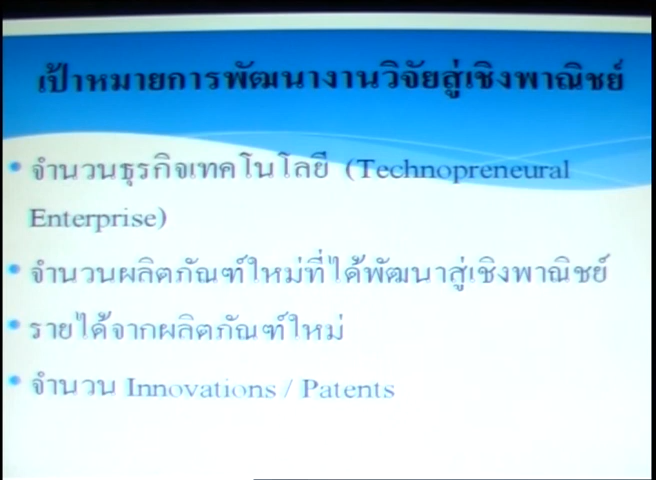 เป้าหมายการพัฒนางานวิจัยสู่เชิงพาณิชย์
• จำนวนธุรกิจเทคโนโลยี (Technopreneural
Enterprise)
• จำนวนผลิตภัณฑ์ใหม่ที่ได้พัฒนาสู่เชิงพาณิชย์
• รายได้จากผลิตภัณฑ์ใหม่
• จำนวน Innovations / Patents